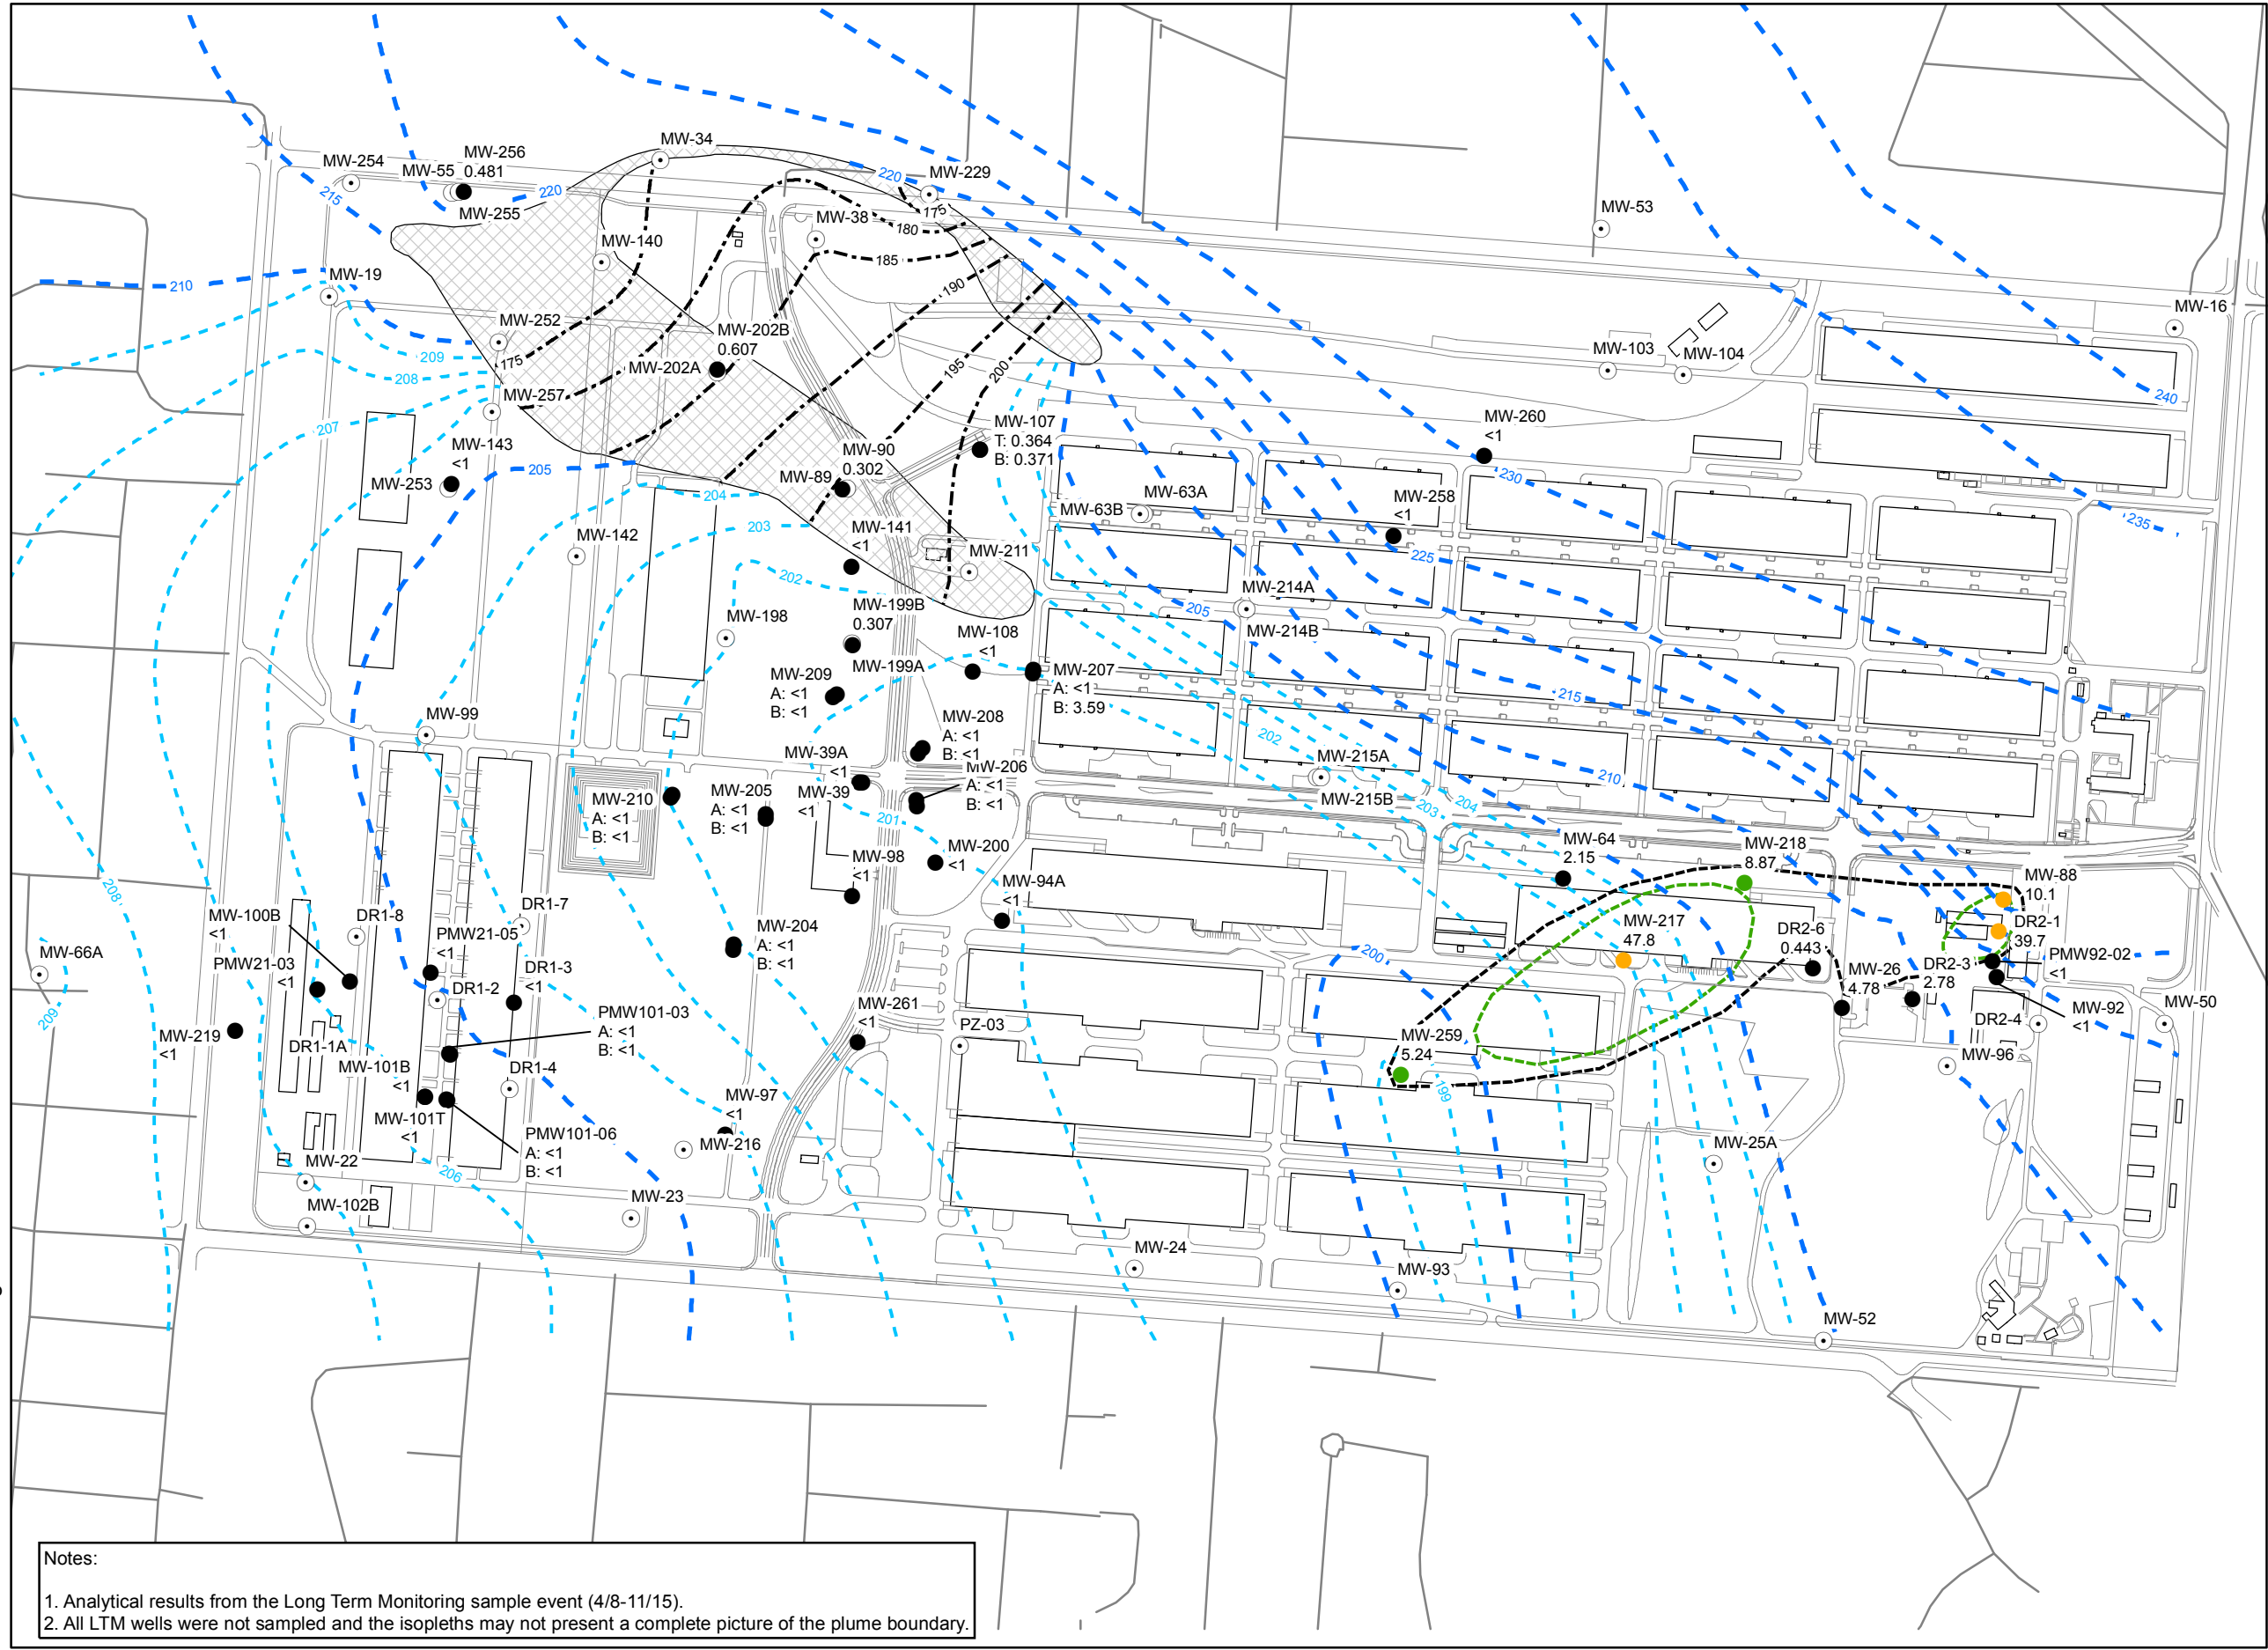 MW-34
MW-256
0.481
MW-254
MW-55
MW-255
220
215
220
MW-229
175
180
MW-38
185
MW-53
MW-140
190
MW-19
210
MW-16
MW-252
175
209
208
MW-202B
0.607
MW-202A
195
200
MW-103
MW-104
240
MW-257
207
MW-143
<1
MW-253
205
MW-107
T: 0.364
B: 0.371
MW-90
0.302
MW-89
MW-260
<1
230
204
203
MW-63A
MW-63B
MW-258
<1
235
MW-141
<1
MW-142
MW-211
225
202
MW-214A
205
MW-199B
0.307
MW-198
MW-108
<1
MW-214B
MW-199A
MW-209
A: <1
B: <1
MW-207
A: <1
B: 3.59
215
MW-99
MW-208
A: <1
B: <1
202
MW-39A
<1
MW-206
A: <1
B: <1
MW-215A
210
MW-210
A: <1
B: <1
MW-205
A: <1
B: <1
MW-39
<1
MW-215B
203
204
201
MW-64
2.15
MW-218
8.87
MW-98
<1
MW-200
<1
MW-94A
<1
MW-88
10.1
208
MW-100B
<1
DR1-8
DR1-7
MW-217
47.8
DR2-1
39.7
MW-204
A: <1
B: <1
DR2-6
0.443
PMW21-05
<1
MW-66A
PMW21-03
<1
DR1-3
<1
200
MW-26
4.78
DR2-3
2.78
PMW92-02
<1
DR1-2
209
PMW101-03
A: <1
B: <1
MW-261
<1
PZ-03
MW-92
<1
MW-50
MW-219
<1
DR1-1A
MW-101B
<1
DR1-4
MW-259
5.24
DR2-4
MW-96
199
MW-97
<1
MW-101T
<1
PMW101-06
A: <1
B: <1
MW-216
MW-25A
MW-22
206
MW-102B
MW-23
MW-24
MW-93
MW-52
Notes:
1. Analytical results from the Long Term Monitoring sample event (4/8-11/15).
2. All LTM wells were not sampled and the isopleths may not present a complete picture of the plume boundary.